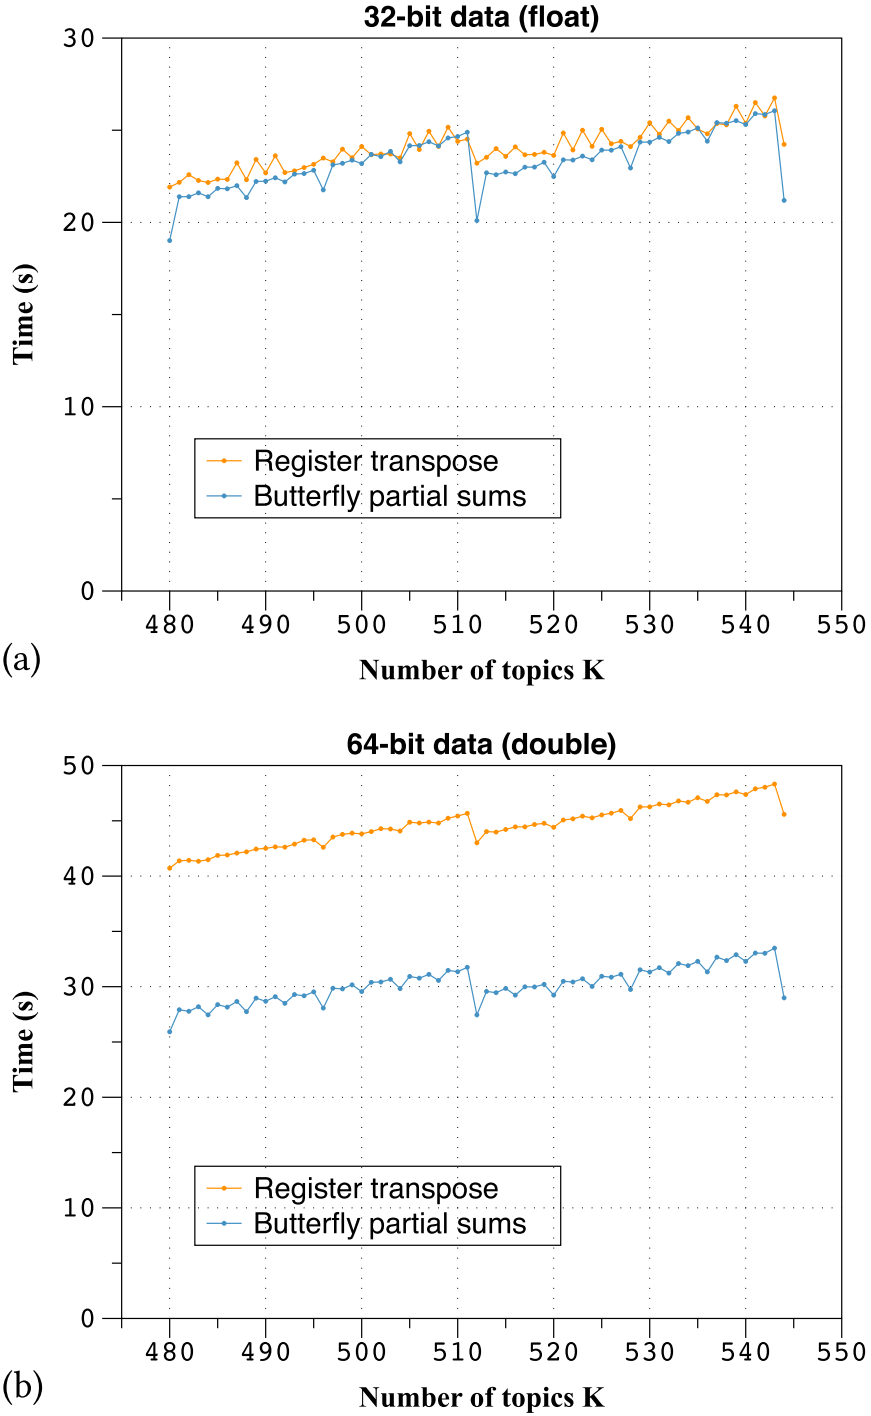 32-bit data (float)
30
20
10
0
Time (s)
Register transpose
Butterfly partial sums
480 490 500 510 520 530 540 550
Number of topics K
(a)
64-bit data (double)
50
40
30
20
10
0
Time (s)
Register transpose
Butterfly partial sums
480 490 500 510 520 530 540 550
Number of topics K
(b)